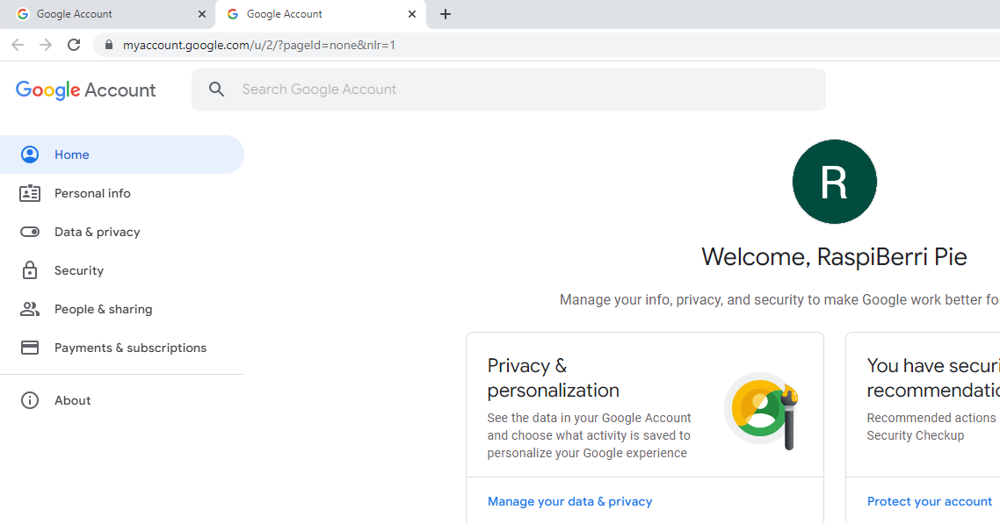 Google Account
Google Account
myaccount.google.com/u/2/?pageId=none&nlr=1
Google Account
Search Google Account
Home
Personal info
Data & privacy
Security
People & sharing
Payments & subscriptions
About
R
Welcome, RaspiBerri Pie
Manage your info, privacy, and security to make Google work better fo
Privacy &
personalization
See the data in your Google Account
and choose what activity is saved to
personalize your Google experience
Manage your data & privacy
You have securi
recommendatio
Recommended actions
Security Checkup
Protect your account